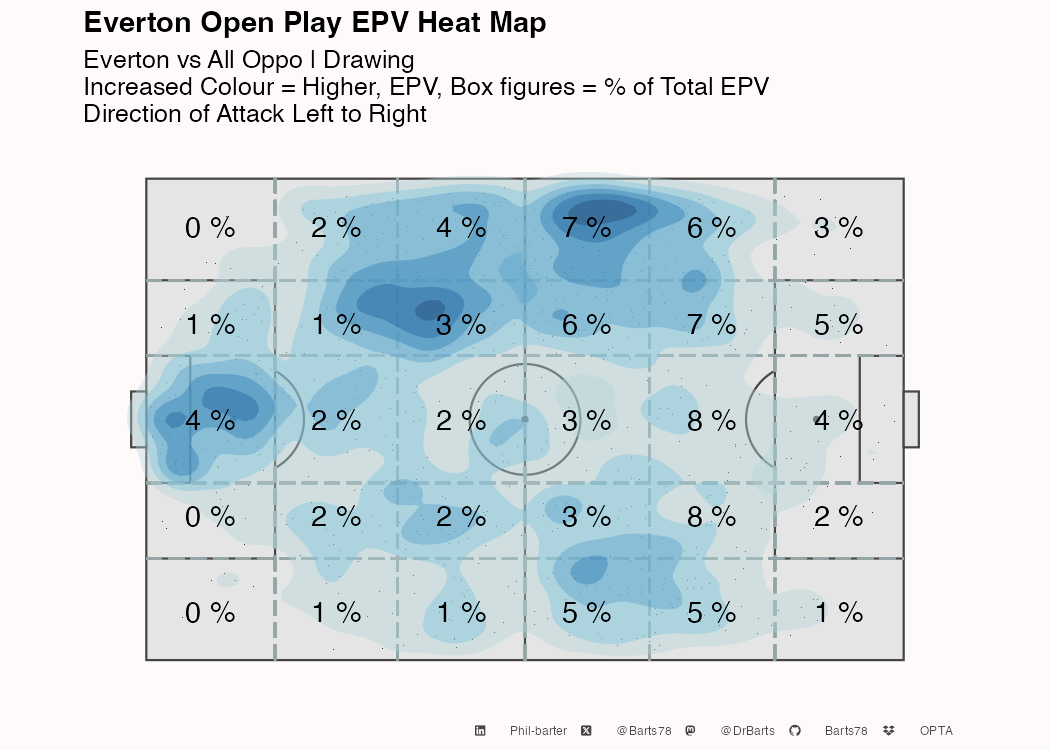 Everton Open Play EPV Heat Map
Everton vs All Oppo | Drawing
Increased Colour = Higher, EPV, Box figures = % of Total EPV
Direction of Attack Left to Right
0 % 2 % 4 % 7 % 6 % 3 %
1 % 1 % 3 % 6 % 7 % 5 %
4 % 2 % 2 % 3 % 8 % 4 %
0 % 2 % 2 % 3 % 8 % 2 %
0 % 1 % 1 % 5 % 5 % 1 %
Phil-barter @Barts78 @DrBarts Barts78 OPTA